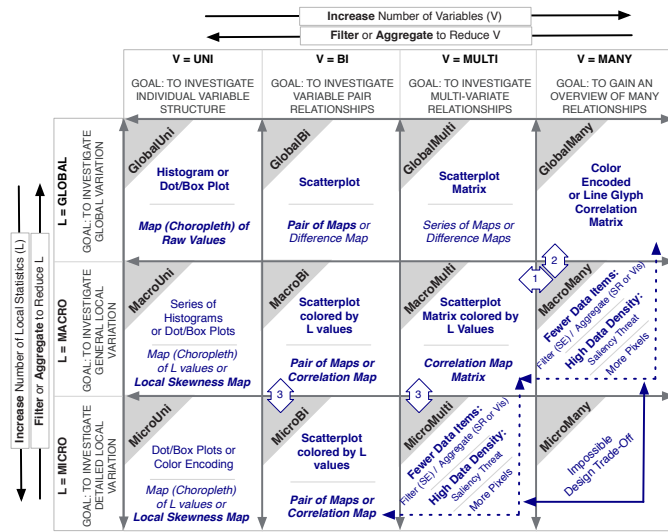 Increase Number of Variables (V)
Filter or Aggregate to Reduce V
V = UNI
GOAL: TO INVESTIGATE
INDIVIDUAL VARIABLE
STRUCTURE
V = BI
GOAL: TO INVESTIGATE
VARIABLE PAIR
RELATIONSHIPS
V = MULTI
GOAL: TO INVESTIGATE
MULTI-VARIATE
RELATIONSHIPS
V = MANY
GOAL: TO GAIN AN
OVERVIEW OF MANY
RELATIONSHIPS
Increase Number of Local Statistics (L)
Filter or Aggregate to Reduce L
L = GLOBAL
GOAL: TO INVESTIGATE
GLOBAL VARIATION
GlobalUni
Histogram or
Dot/Box Plot
Map (Choropleth) of
Raw Values
GlobalBi
Scatterplot
Pair of Maps or
Difference Map
GlobalMulti
Scatterplot
Matrix
Series of Maps or
Difference Maps
GlobalMany
Color
Encoded
or Line Glyph
Correlation
Matrix
1
2
L = MACRO
GOAL: TO INVESTIGATE
GENERAL LOCAL
VARIATION
MacroUni
Series of
Histograms
or Dot/Box Plots
Map (Choropleth)
of L values or
Local Skewness Map
MacroBi
Scatterplot
colored by
L values
Pair of Maps or
Correlation Map
MacroMulti
Scatterplot
Matrix colored by
L Values
Correlation Map
Matrix
MacroMany
Fewer Data Items:
Filter (SE) / Aggregate (SR or Vis)
High Data Density:
Saliency Threat
More Pixels
3
3
L = MICRO
GOAL: TO INVESTIGATE
DETAILED LOCAL
VARIATION
MicroUni
Dot/Box Plots or
Color Encoding
Map (Choropleth)
of L values or
Local Skewness Map
MicroBi
Scatterplot
colored by L
values
Pair of Maps or
Correlation Map
MicroMulti
Fewer Data Items:
Filter (SE) / Aggregate (SR or Vis)
High Data Density:
Saliency Threat
More Pixels
MicroMany
Impossible
Design Trade-Off